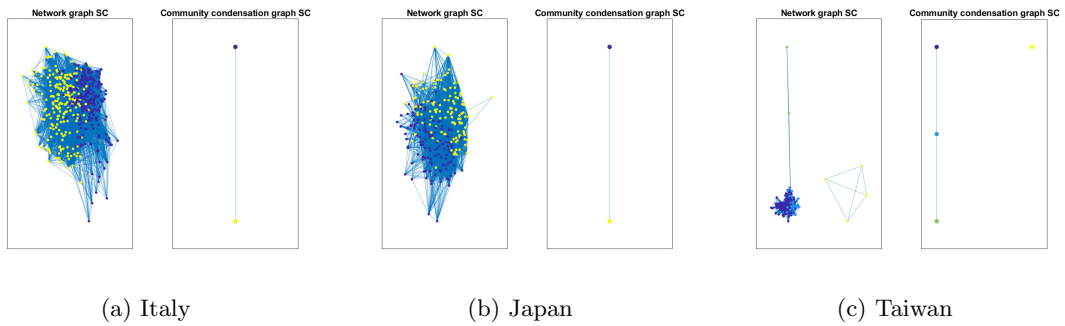 Network graph SC
Community condensation graph SC
Network graph SC
Community condensation graph SC
Network graph SC
Community condensation graph SC
(a) Italy
(b) Japan
(c) Taiwan